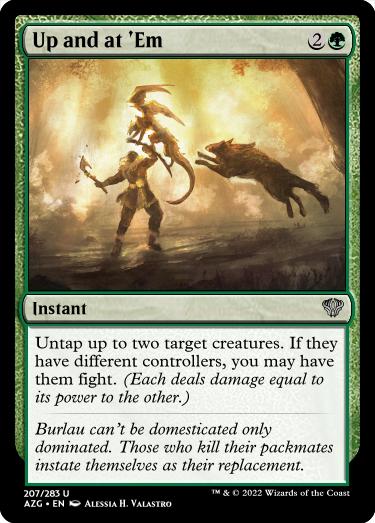 Up and at 'Em 2
Instant
Untap up to two target creatures. If they
have different controllers, you may have
them fight. (Each deals damage equal to
its power to the other.)
Burlau can't be domesticated only
dominated. Those who kill their packmates
instate themselves as their replacement.
207/283 U
AZG • EN Alessia H. Valastro
™ & © 2022 Wizards of the Coast